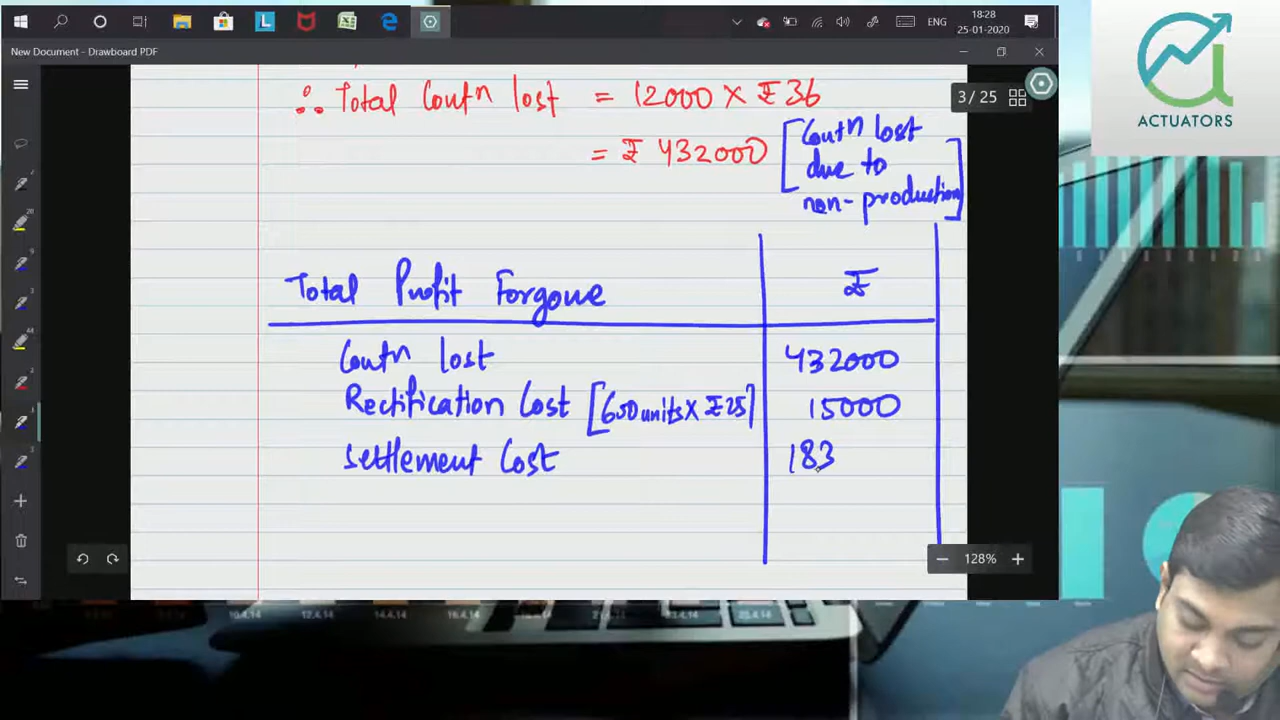 ENG
18:28
25-01-2020
New Document - Drawboard PDF
3 / 25
∴ Total Contn lost = 12000 × ₹ 36
= ₹ 432000 [Contn lost
due to
non-production]
Total Profit Forgone
₹
Contn lost 432000
Rectification Cost [600 units × ₹ 25] 15000
Settlement Cost 183
128%
ACTUATORS